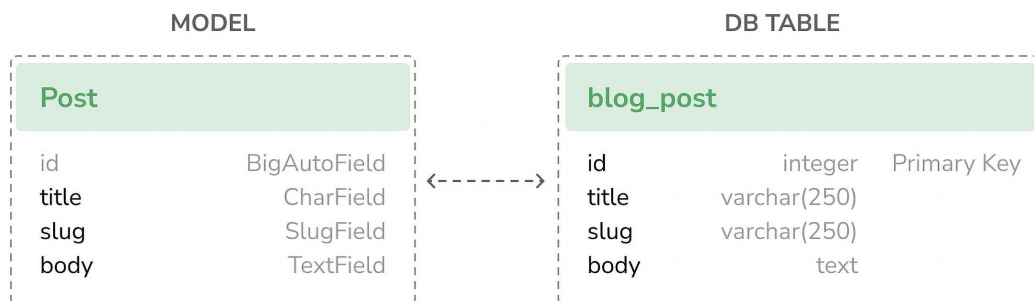 MODEL
Post
id BigAutoField
title CharField
slug SlugField
body TextField
DB TABLE
blog_post
id integer Primary Key
title varchar(250)
slug varchar(250)
body text